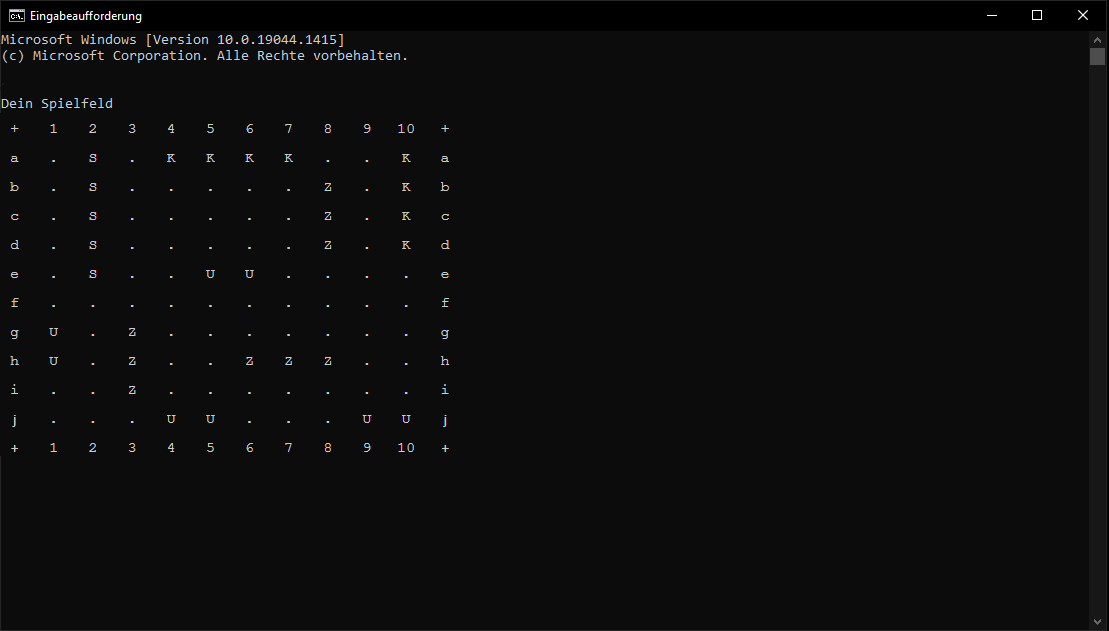 Eingabeaufforderung
Microsoft Windows [Version 10.0.19044.1415]
(c) Microsoft Corporation. Alle Rechte vorbehalten.
Dein Spielfeld
+ 1 2 3 4 5 6 7 8 9 10 +
a . S . K K K K . . K a
b . S . . . . . Z . K b
c . S . . . . . Z . K c
d . S . . . . . Z . K d
e . S . . U U . . . . e
f . . . . . . . . . . f
g U . Z . . . . . . . g
h U . Z . . Z Z Z . . h
i . . Z . . . . . . . i
j . . . U U . . . U U j
+ 1 2 3 4 5 6 7 8 9 10 +